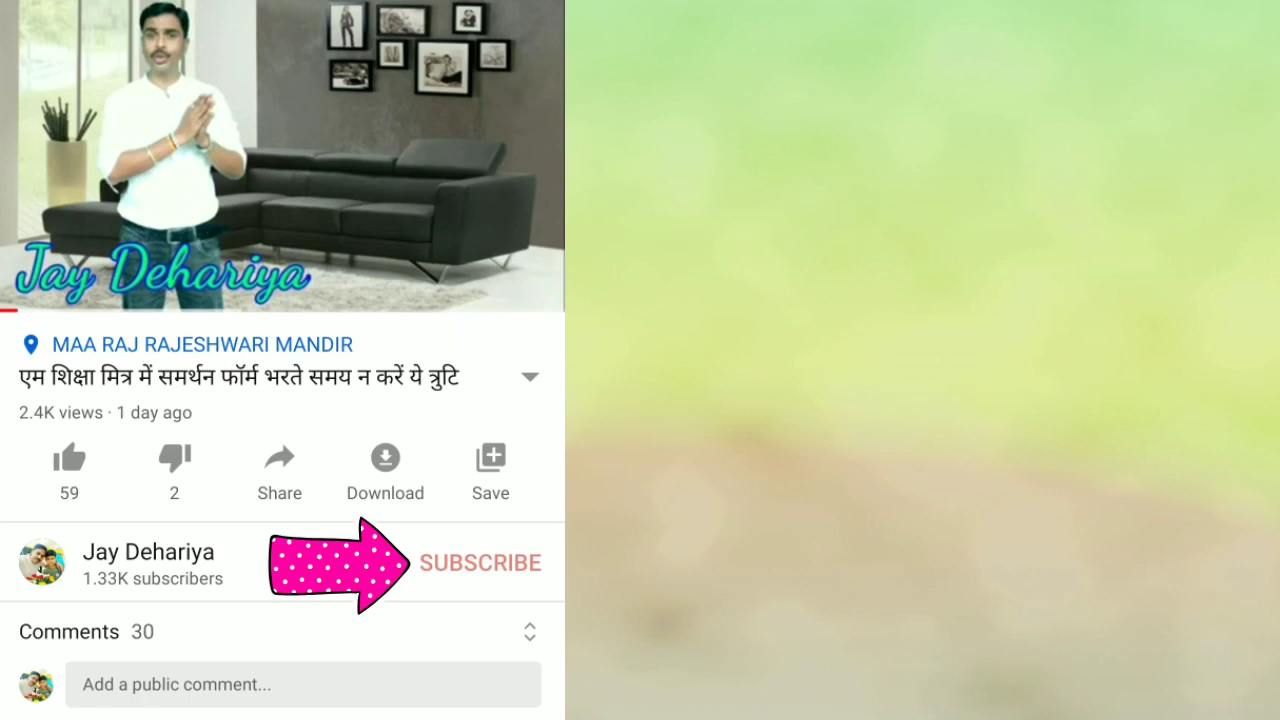 Jay Dehariya
MAA RAJ RAJESHWARI MANDIR
एम शिक्षा मित्र में समर्थन फॉर्म भरते समय न करें ये त्रुटि
2.4K views · 1 day ago
59
2
Share
Download
Save
Jay Dehariya
1.33K subscribers
SUBSCRIBE
Comments 30
Add a public comment...